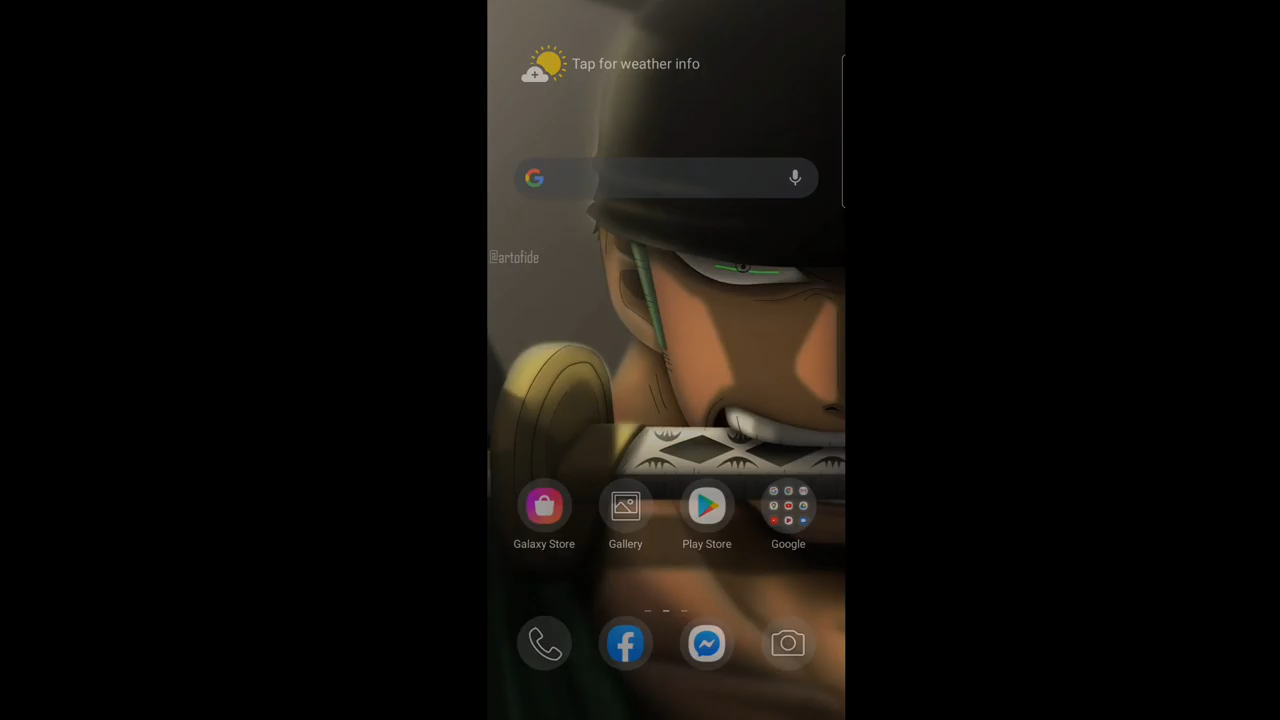 Tap for weather info
@artofide
Galaxy Store
Gallery
Play Store
Google